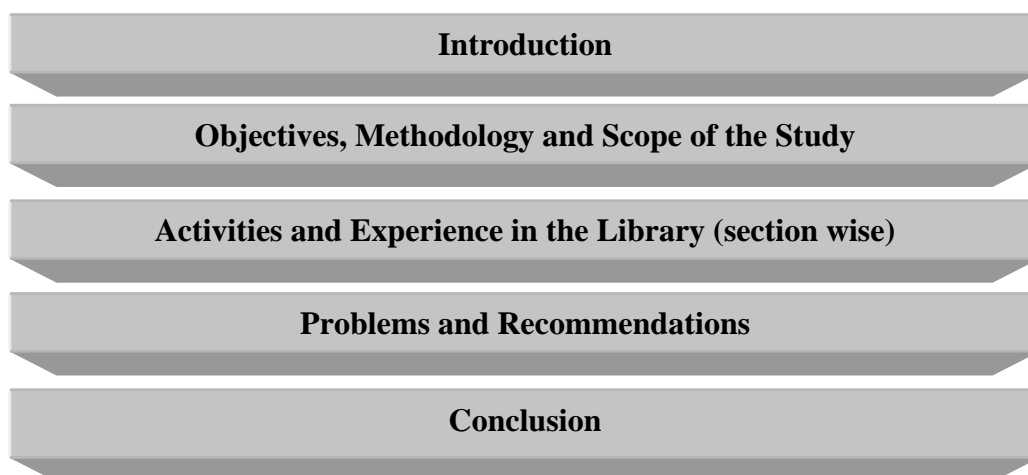 Introduction
Objectives, Methodology and Scope of the Study
Activities and Experience in the Library (section wise)
Problems and Recommendations
Conclusion